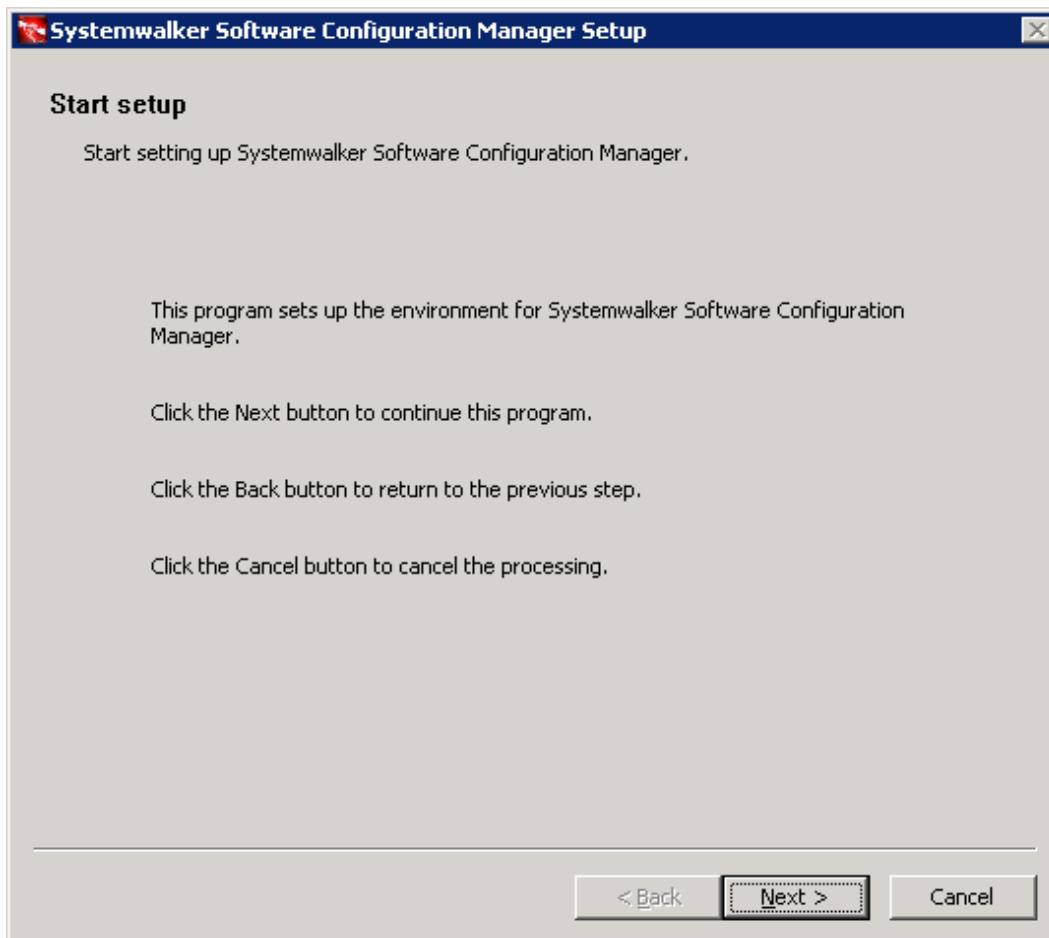 Systemwalker Software Configuration Manager Setup
Start setup
Start setting up Systemwalker Software Configuration Manager.
This program sets up the environment for Systemwalker Software Configuration
Manager.
Click the Next button to continue this program.
Click the Back button to return to the previous step.
Click the Cancel button to cancel the processing.
< Back
Next >
Cancel